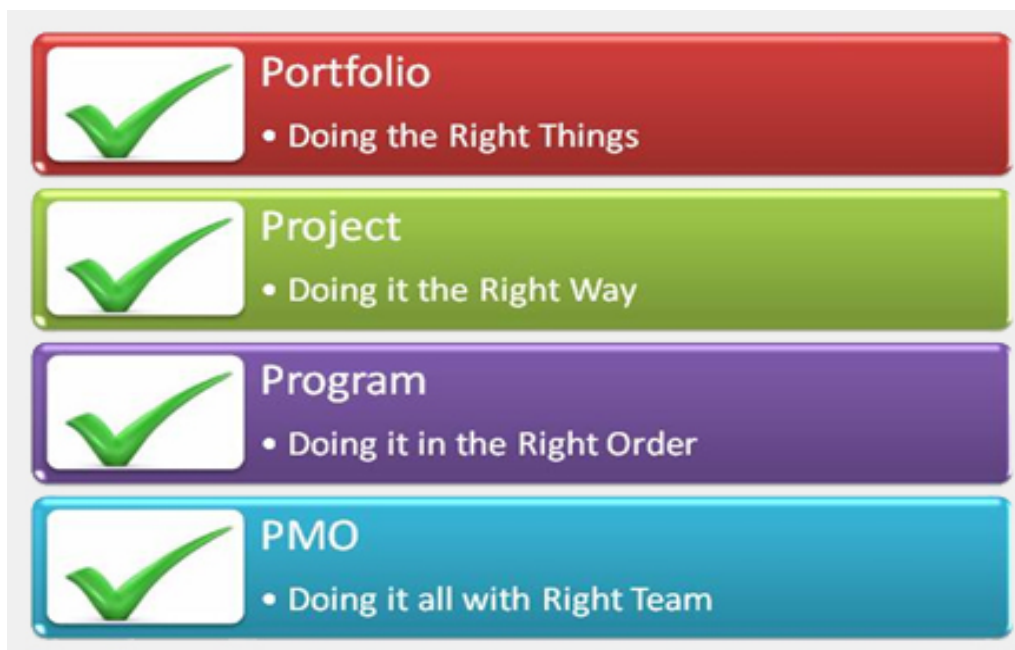 Portfolio
• Doing the Right Things
Project
• Doing it the Right Way
Program
• Doing it in the Right Order
PMO
• Doing it all with Right Team